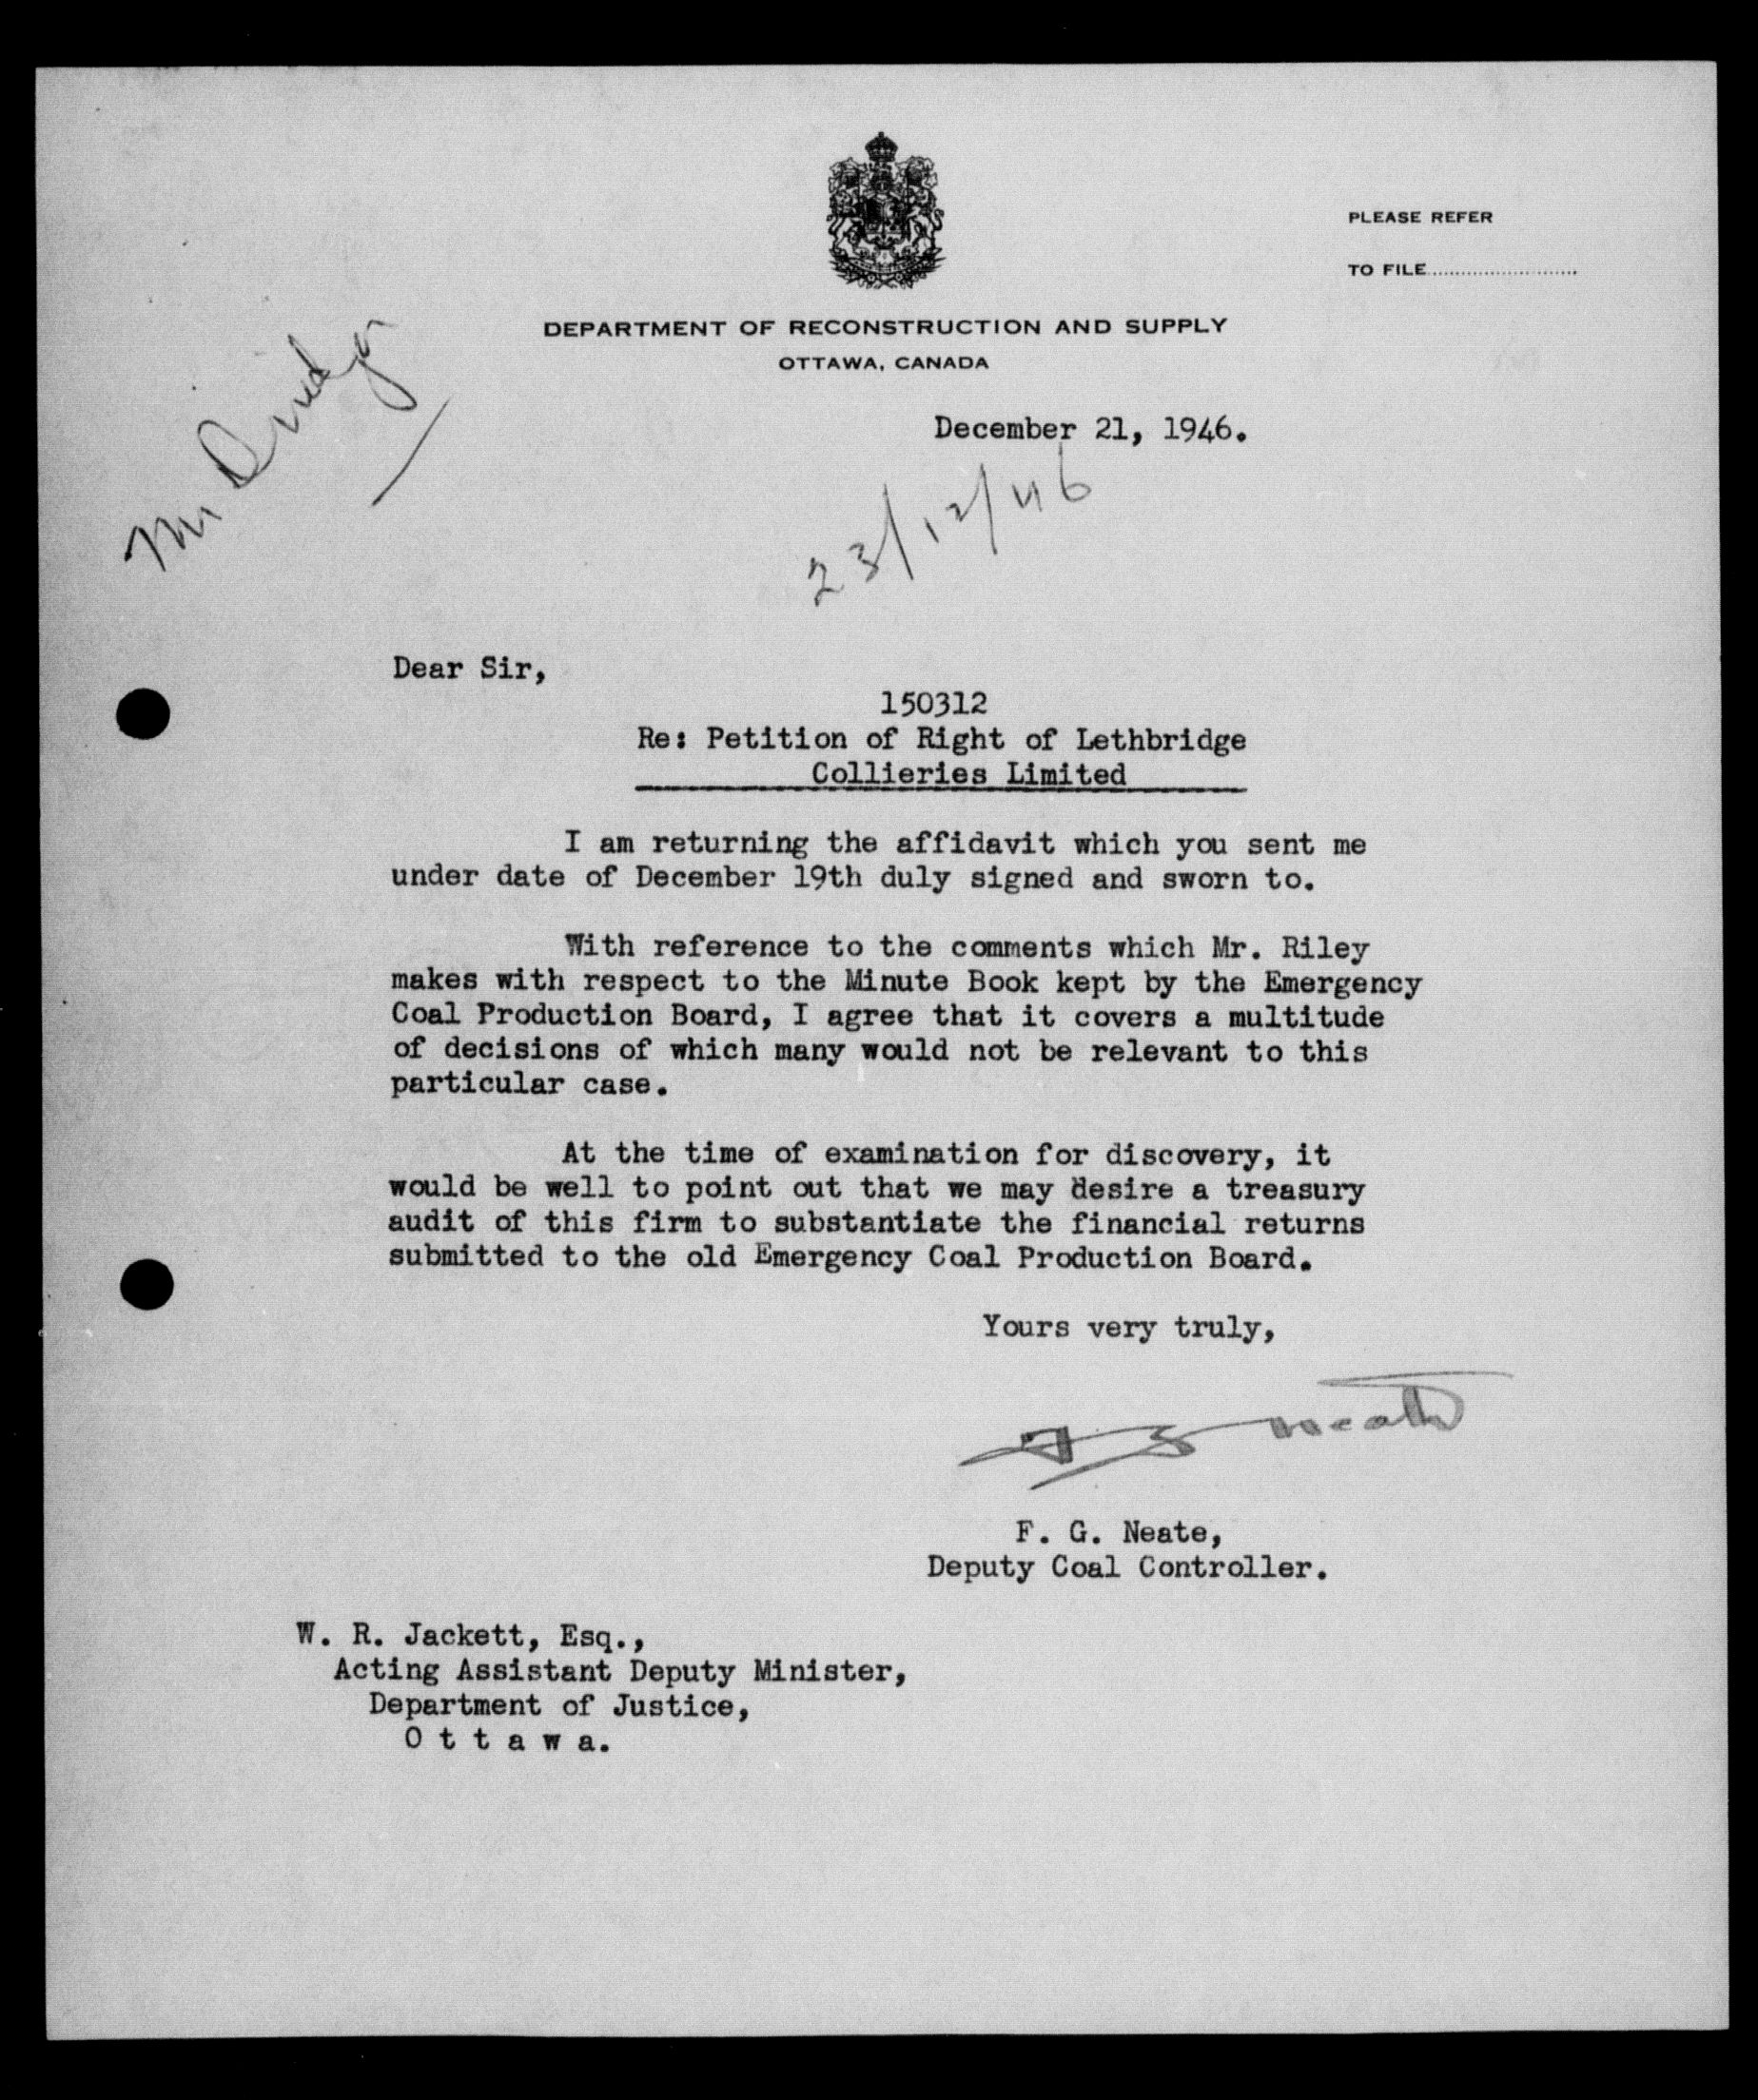 PLEASE REFER
TO FILE
DEPARTMENT OF RECONSTRUCTION AND SUPPLY
OTTAWA, CANADA
December 21, 1946.
23/12/46
Mr
Dear Sir,
150312
Re: Petition of Right of Lethbridge
Collieries Limited
I am returning the affidavit which you sent me
under date of December 19th duly signed and sworn to.
With reference to the comments which Mr. Riley
makes with respect to the Minute Book kept by the Emergency
Coal Production Board, I agree that it covers a multitude
of decisions of which many would not be relevant to this
particular case.
At the time of examination for discovery, it
would be well to point out that we may desire a treasury
audit of this firm to substantiate the financial returns
submitted to the old Emergency Coal Production Board.
Yours very truly,
F G Neate
F. G. Neate,
Deputy Coal Controller.
W. R. Jackett, Esq.,
Acting Assistant Deputy Minister,
Department of Justice,
O t t a w a.